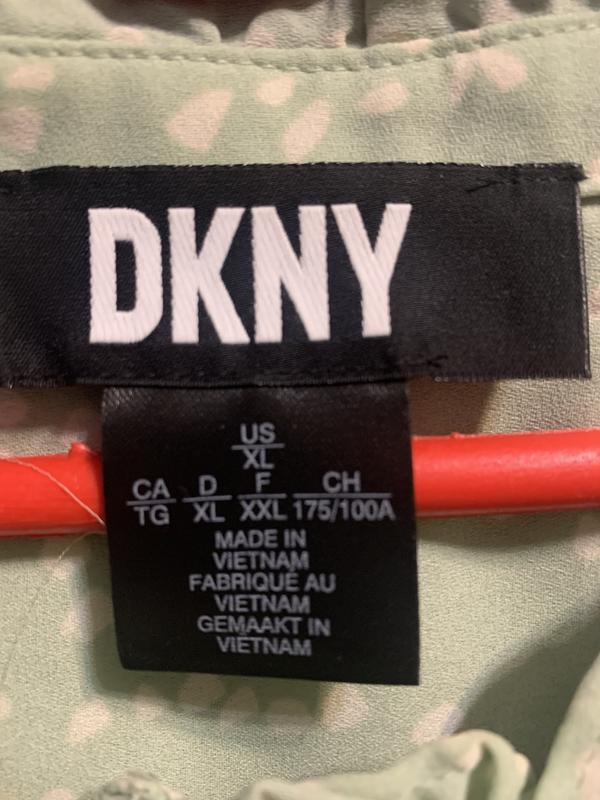 DKNY
US
XL
CA D F CH
TG XL XXL 175/100A
MADE IN
VIETNAM
FABRIQUÉ AU
VIETNAM
GEMAAKT IN
VIETNAM